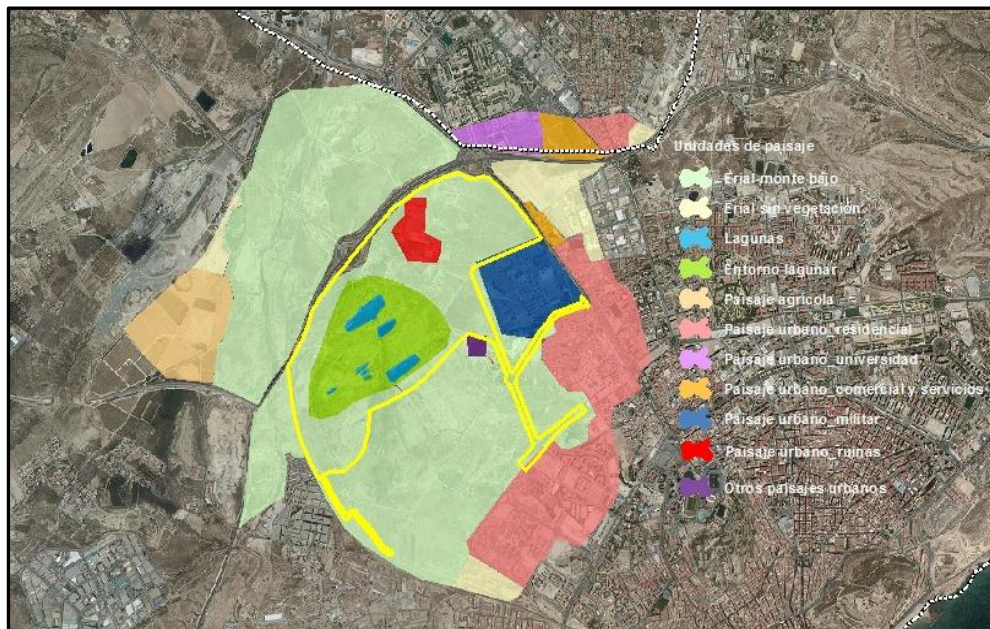 Unidades de paisaje
Erial-monte bajo
Erial sin vegetación
Lagunas
Entorno lagunar
Paisaje agrícola
Paisaje urbano_residencial
Paisaje urbano_universidad
Paisaje urbano_comercial y servicios
Paisaje urbano_militar
Paisaje urbano_ruinas
Otros paisajes urbanos